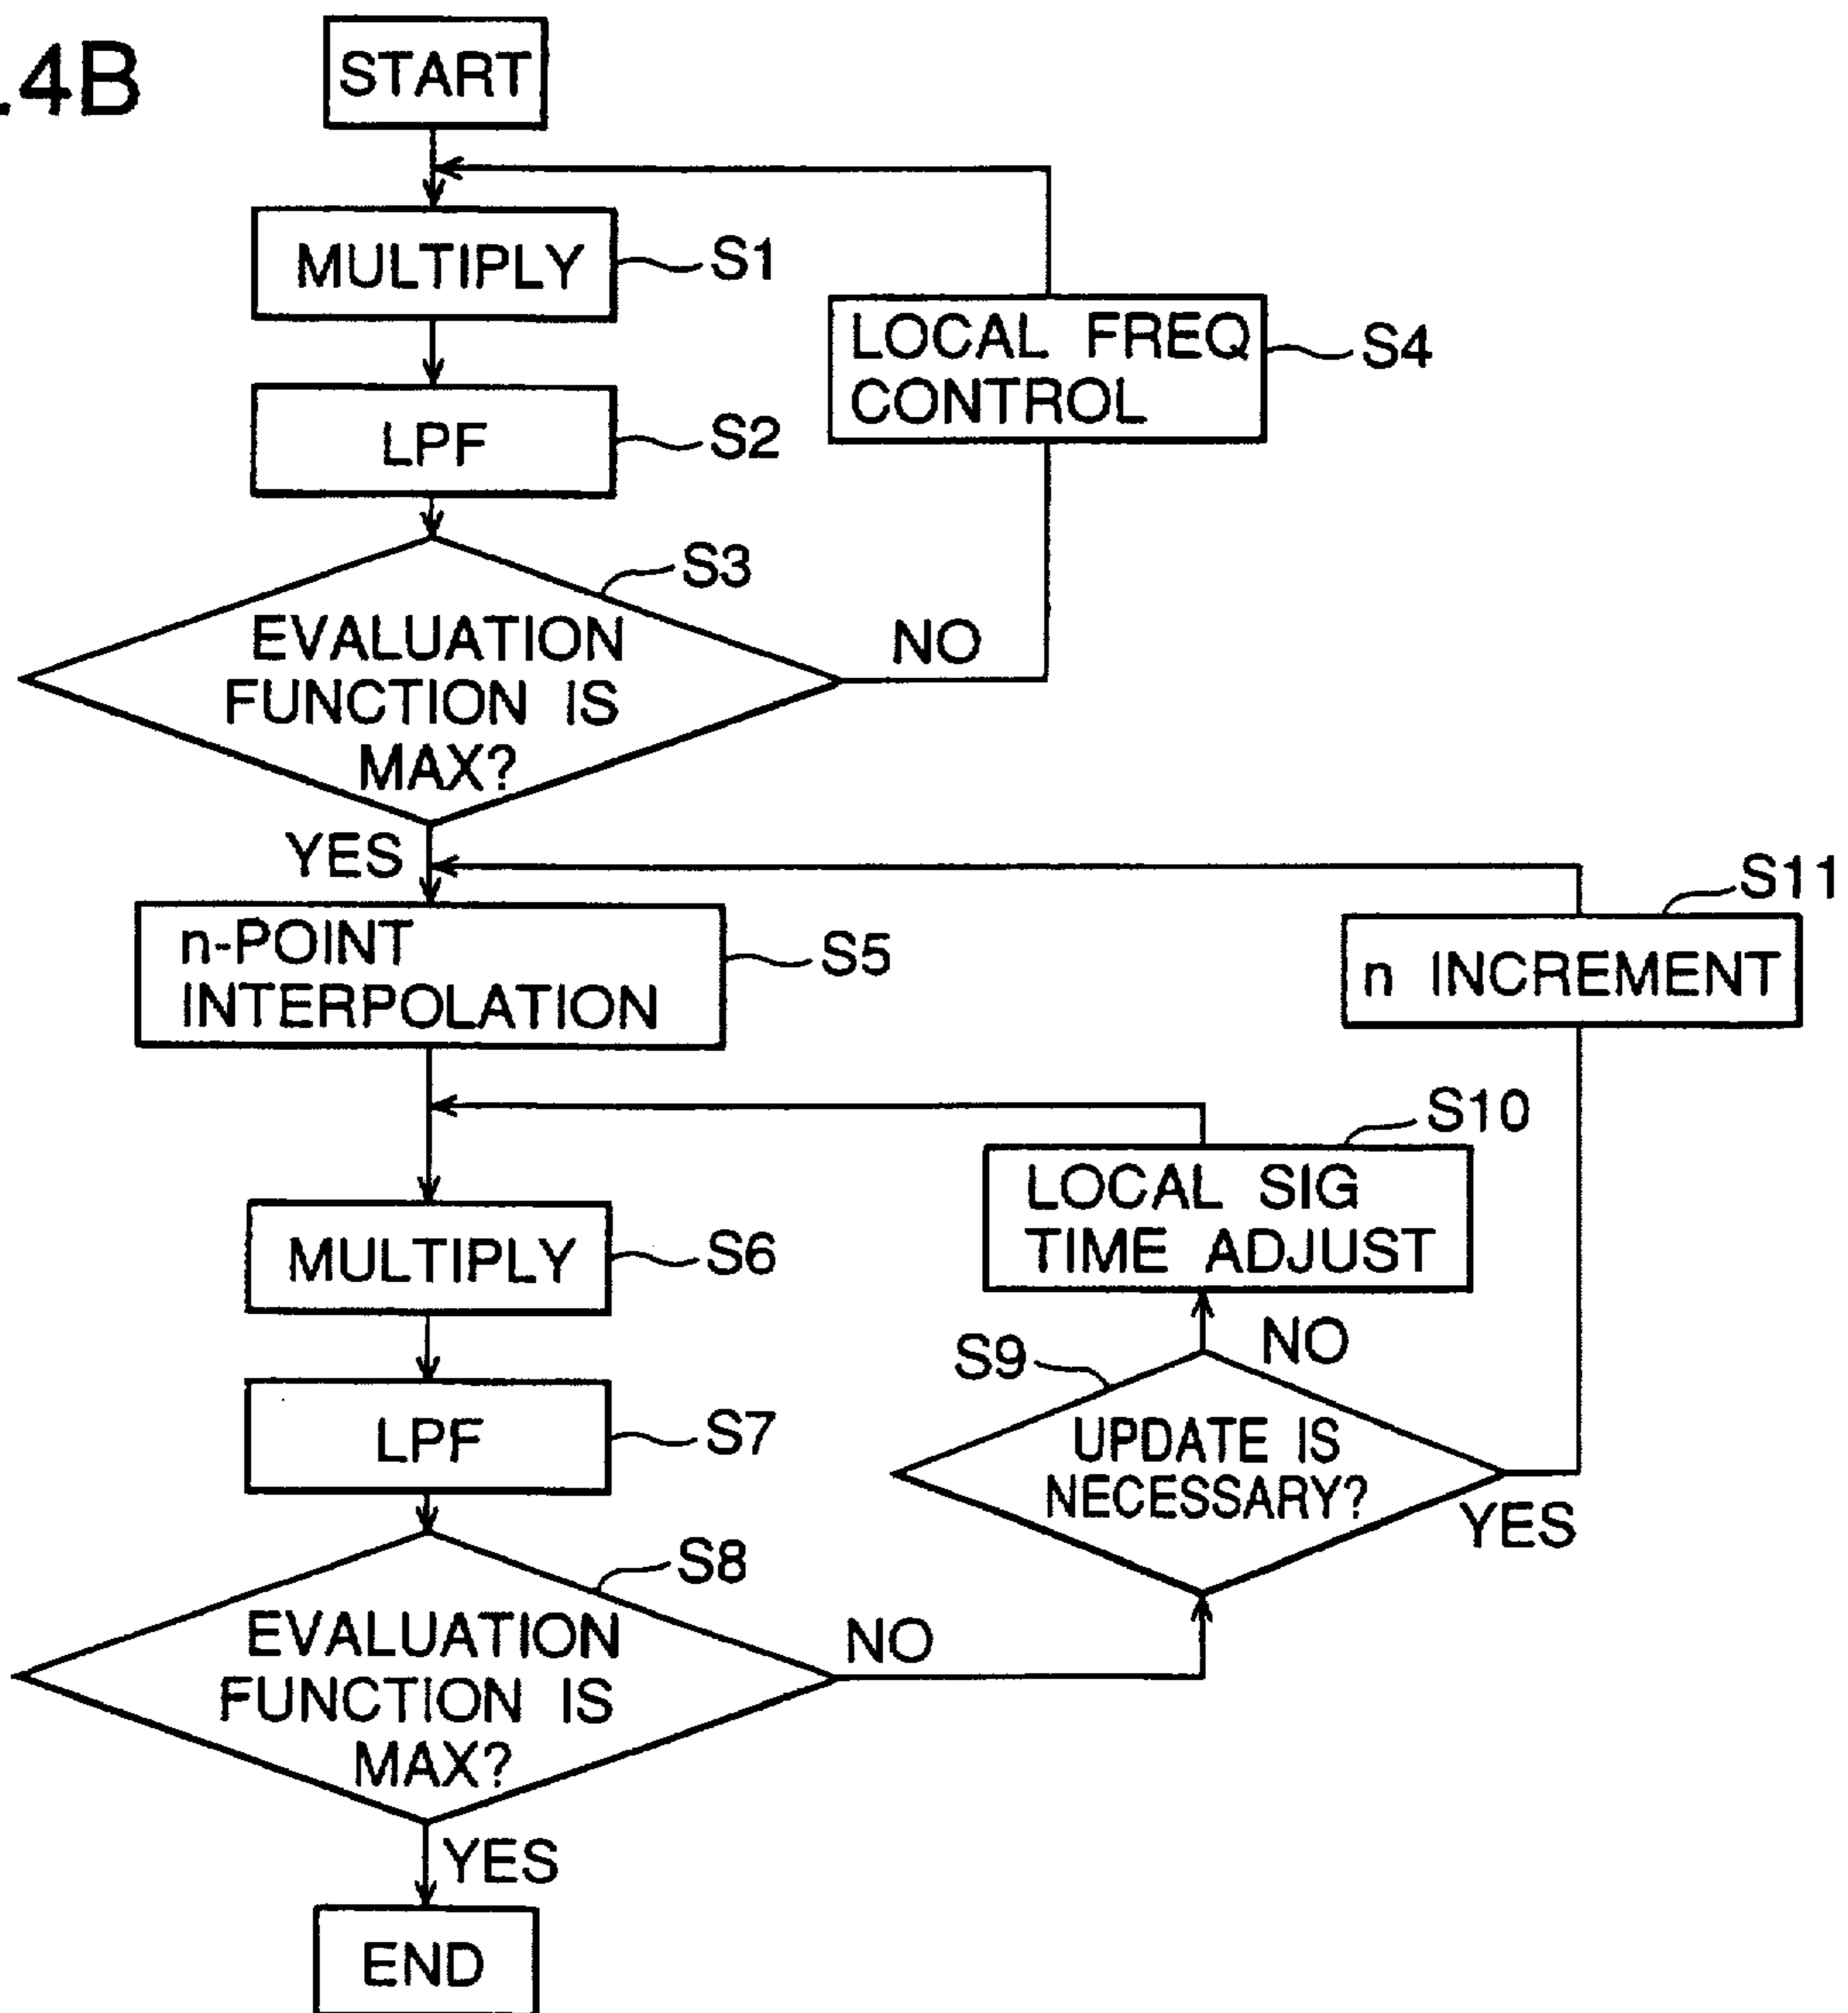 .4B
START
MULTIPLY
S1
LOCAL FREQ
CONTROL
S4
LPF
S2
S3
EVALUATION
FUNCTION IS
MAX?
NO
YES
S11
n-POINT
INTERPOLATION
S5
n INCREMENT
S10
LOCAL SIG
TIME ADJUST
MULTIPLY
S6
S9
NO
LPF
S7
UPDATE IS
NECESSARY?
YES
S8
EVALUATION
FUNCTION IS
MAX?
NO
YES
END